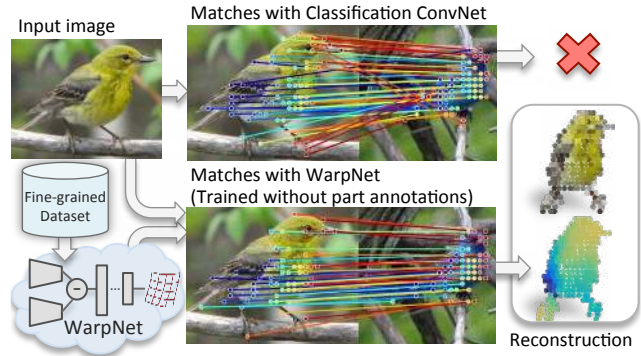 Input image
Matches with Classification ConvNet
Matches with WarpNet
(Trained without part annotations)
Fine-grained
Dataset
WarpNet
Reconstruction